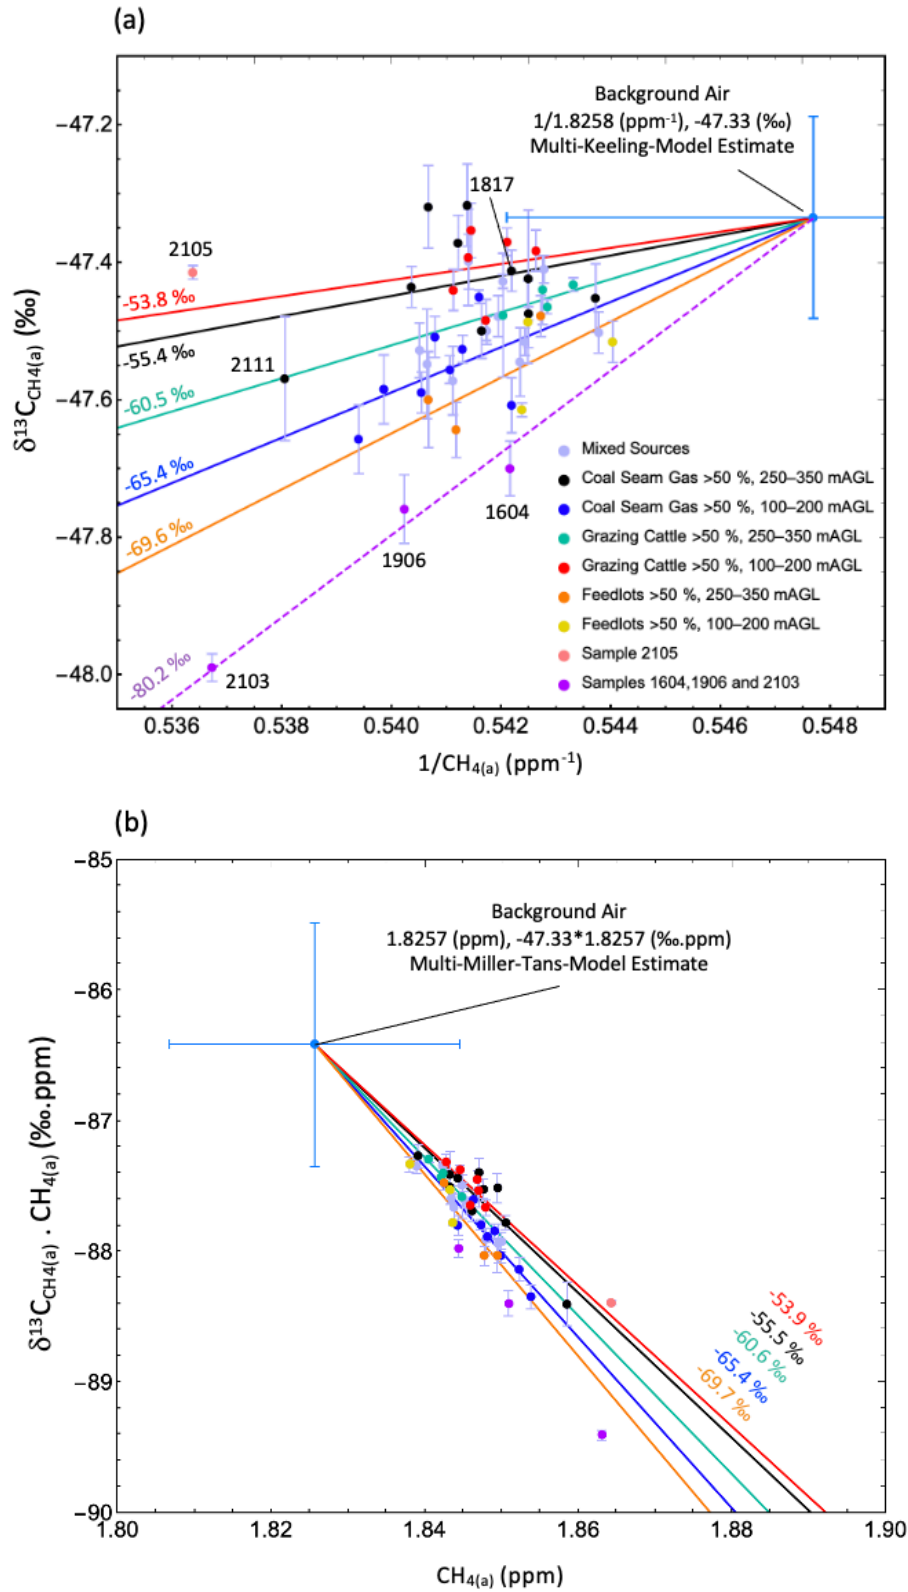 (a)
Background Air
1/1.8258 (ppm⁻¹), -47.33 (‰)
Multi-Keeling-Model Estimate
−47.2
1817
2105
−47.4
-53.8 ‰
-55.4 ‰
2111
-60.5 ‰
−47.6
-65.4 ‰
-69.6 ‰
−47.8
1604
1906
-80.2 ‰
−48.0
2103
δ¹³C_CH4(a) (‰)
Mixed Sources
Coal Seam Gas >50 %, 250–350 mAGL
Coal Seam Gas >50 %, 100–200 mAGL
Grazing Cattle >50 %, 250–350 mAGL
Grazing Cattle >50 %, 100–200 mAGL
Feedlots >50 %, 250–350 mAGL
Feedlots >50 %, 100–200 mAGL
Sample 2105
Samples 1604,1906 and 2103
0.536 0.538 0.540 0.542 0.544 0.546 0.548
1/CH₄₍ₐ₎ (ppm⁻¹)
(b)
−85
Background Air
1.8257 (ppm), -47.33*1.8257 (‰.ppm)
Multi-Miller-Tans-Model Estimate
−86
−87
−88
−89
−90
δ¹³C_CH4(a) . CH₄₍ₐ₎ (‰.ppm)
-53.9 ‰
-55.5 ‰
-60.6 ‰
-65.4 ‰
-69.7 ‰
1.80 1.82 1.84 1.86 1.88 1.90
CH₄₍ₐ₎ (ppm)